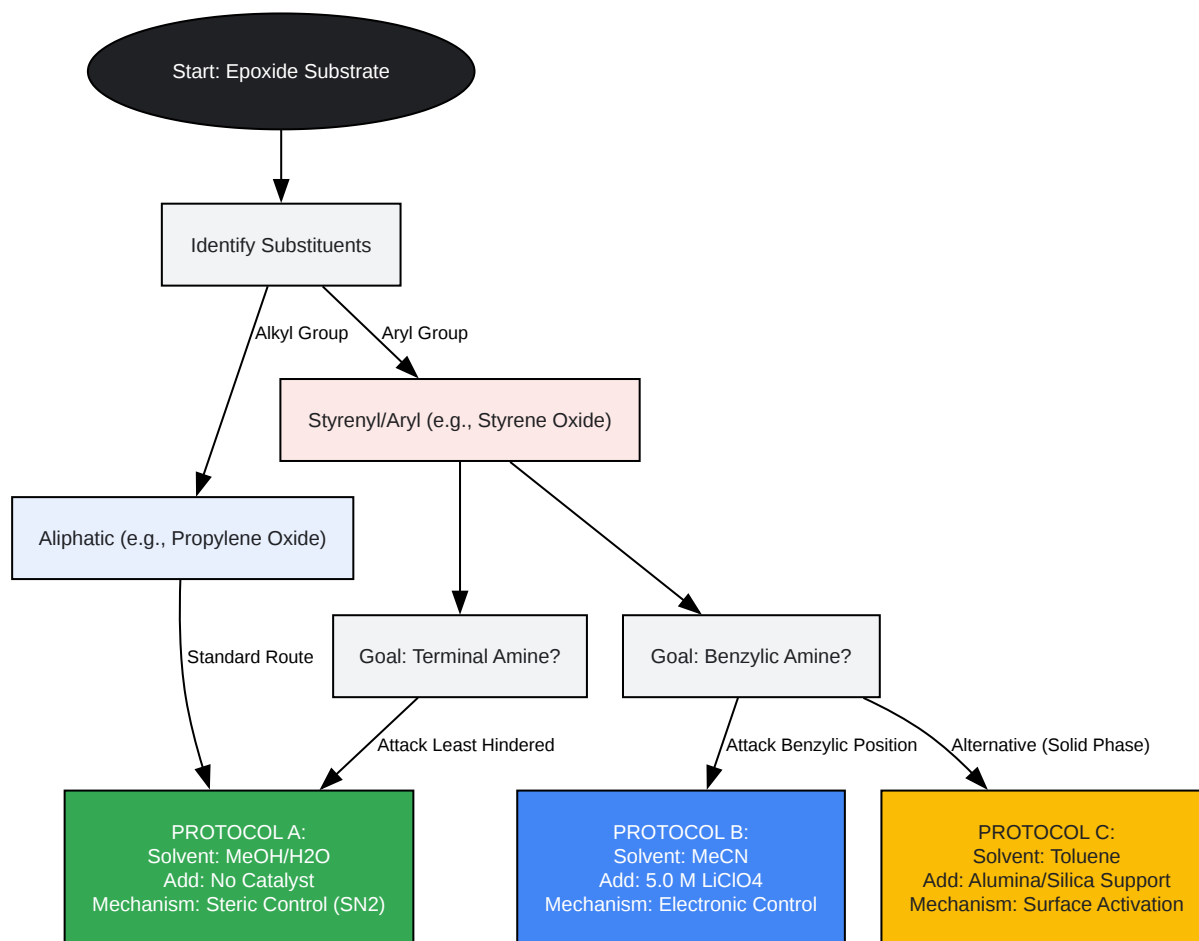 Start: Epoxide Substrate
Identify Substituents
Alkyl Group
Aryl Group
Styrenyl/Aryl (e.g., Styrene Oxide)
Aliphatic (e.g., Propylene Oxide)
Standard Route
Goal: Terminal Amine?
Goal: Benzylic Amine?
Attack Least Hindered
Attack Benzylic Position
Alternative (Solid Phase)
PROTOCOL A:
Solvent: MeOH/H2O
Add: No Catalyst
Mechanism: Steric Control (SN2)
PROTOCOL B:
Solvent: MeCN
Add: 5.0 M LiClO4
Mechanism: Electronic Control
PROTOCOL C:
Solvent: Toluene
Add: Alumina/Silica Support
Mechanism: Surface Activation